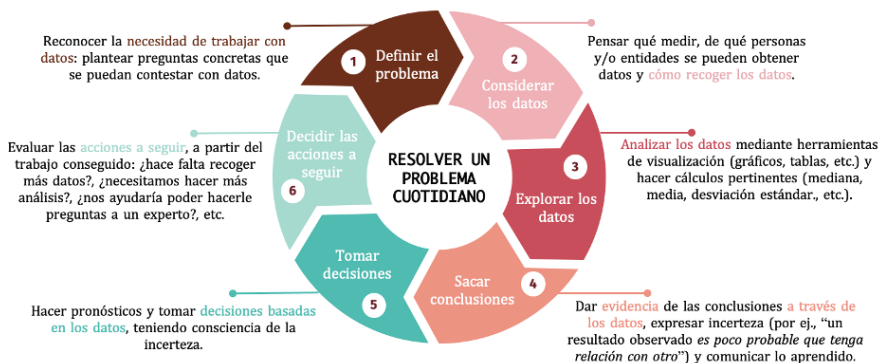 Reconocer la necesidad de trabajar con
datos: plantear preguntas concretas que
se puedan contestar con datos.
1
Definir el
problema
2
Considerar
los datos
Pensar qué medir, de qué personas
y/o entidades se pueden obtener
datos y cómo recoger los datos.
Evaluar las acciones a seguir, a partir del
trabajo conseguido: ¿hace falta recoger
más datos?, ¿necesitamos hacer más
análisis?, ¿nos ayudaría poder hacerle
preguntas a un experto?, etc.
Decidir las
acciones a
seguir
6
RESOLVER UN
PROBLEMA
CUOTIDIANO
3
Explorar los
datos
Analizar los datos mediante herramientas
de visualización (gráficos, tablas, etc.) y
hacer cálculos pertinentes (mediana,
media, desviación estándar., etc.).
Tomar
decisiones
5
Sacar
conclusiones
4
Hacer pronósticos y tomar decisiones basadas
en los datos, teniendo consciencia de la
incerteza.
Dar evidencia de las conclusiones a través de
los datos, expresar incerteza (por ej., “un
resultado observado es poco probable que tenga
relación con otro”) y comunicar lo aprendido.